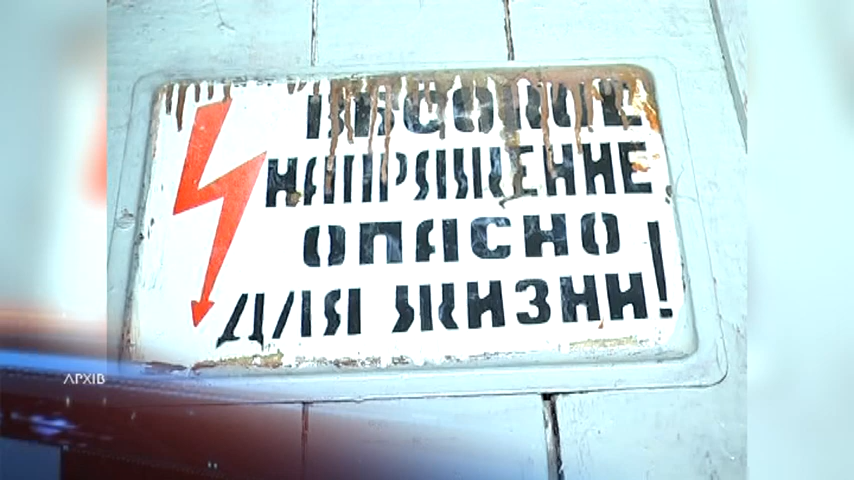 ВЫСОКОЕ
НАПРЯЖЕНИЕ
ОПАСНО
ДЛЯ ЖИЗНИ!
АРХІВ